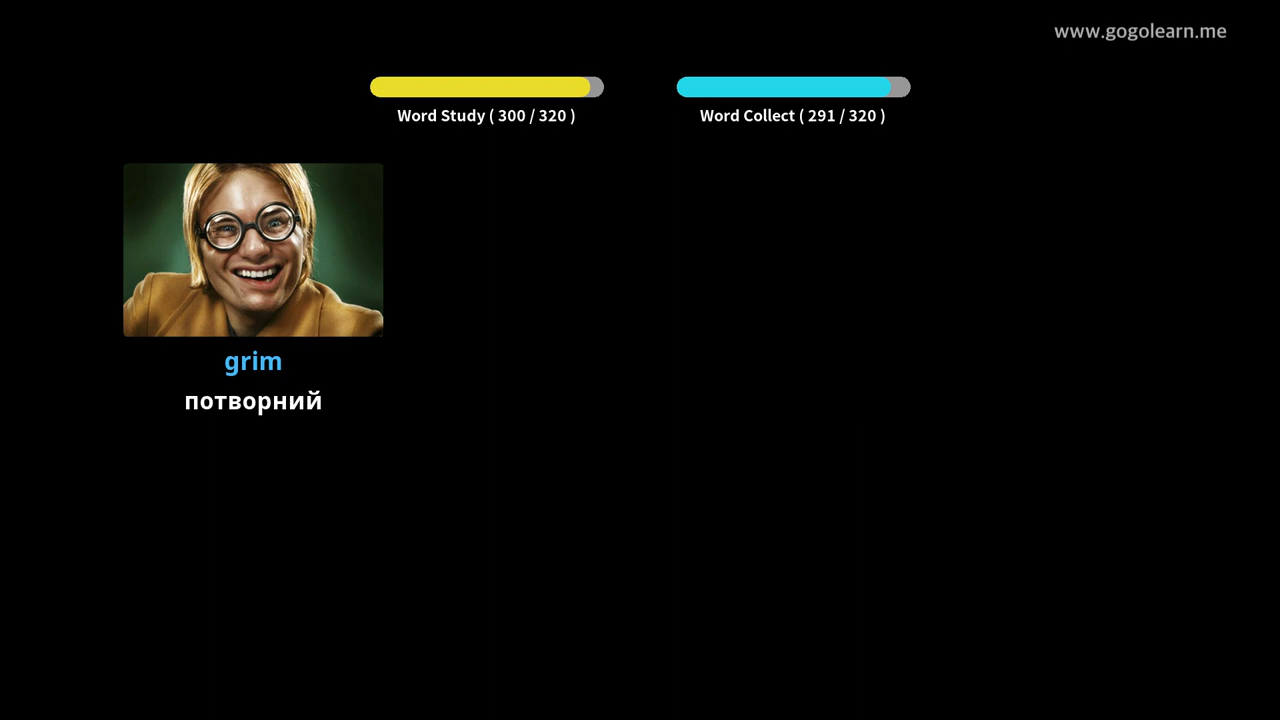 www.gogolearn.me
Word Study ( 300 / 320 )
Word Collect ( 291 / 320 )
grim
потворний